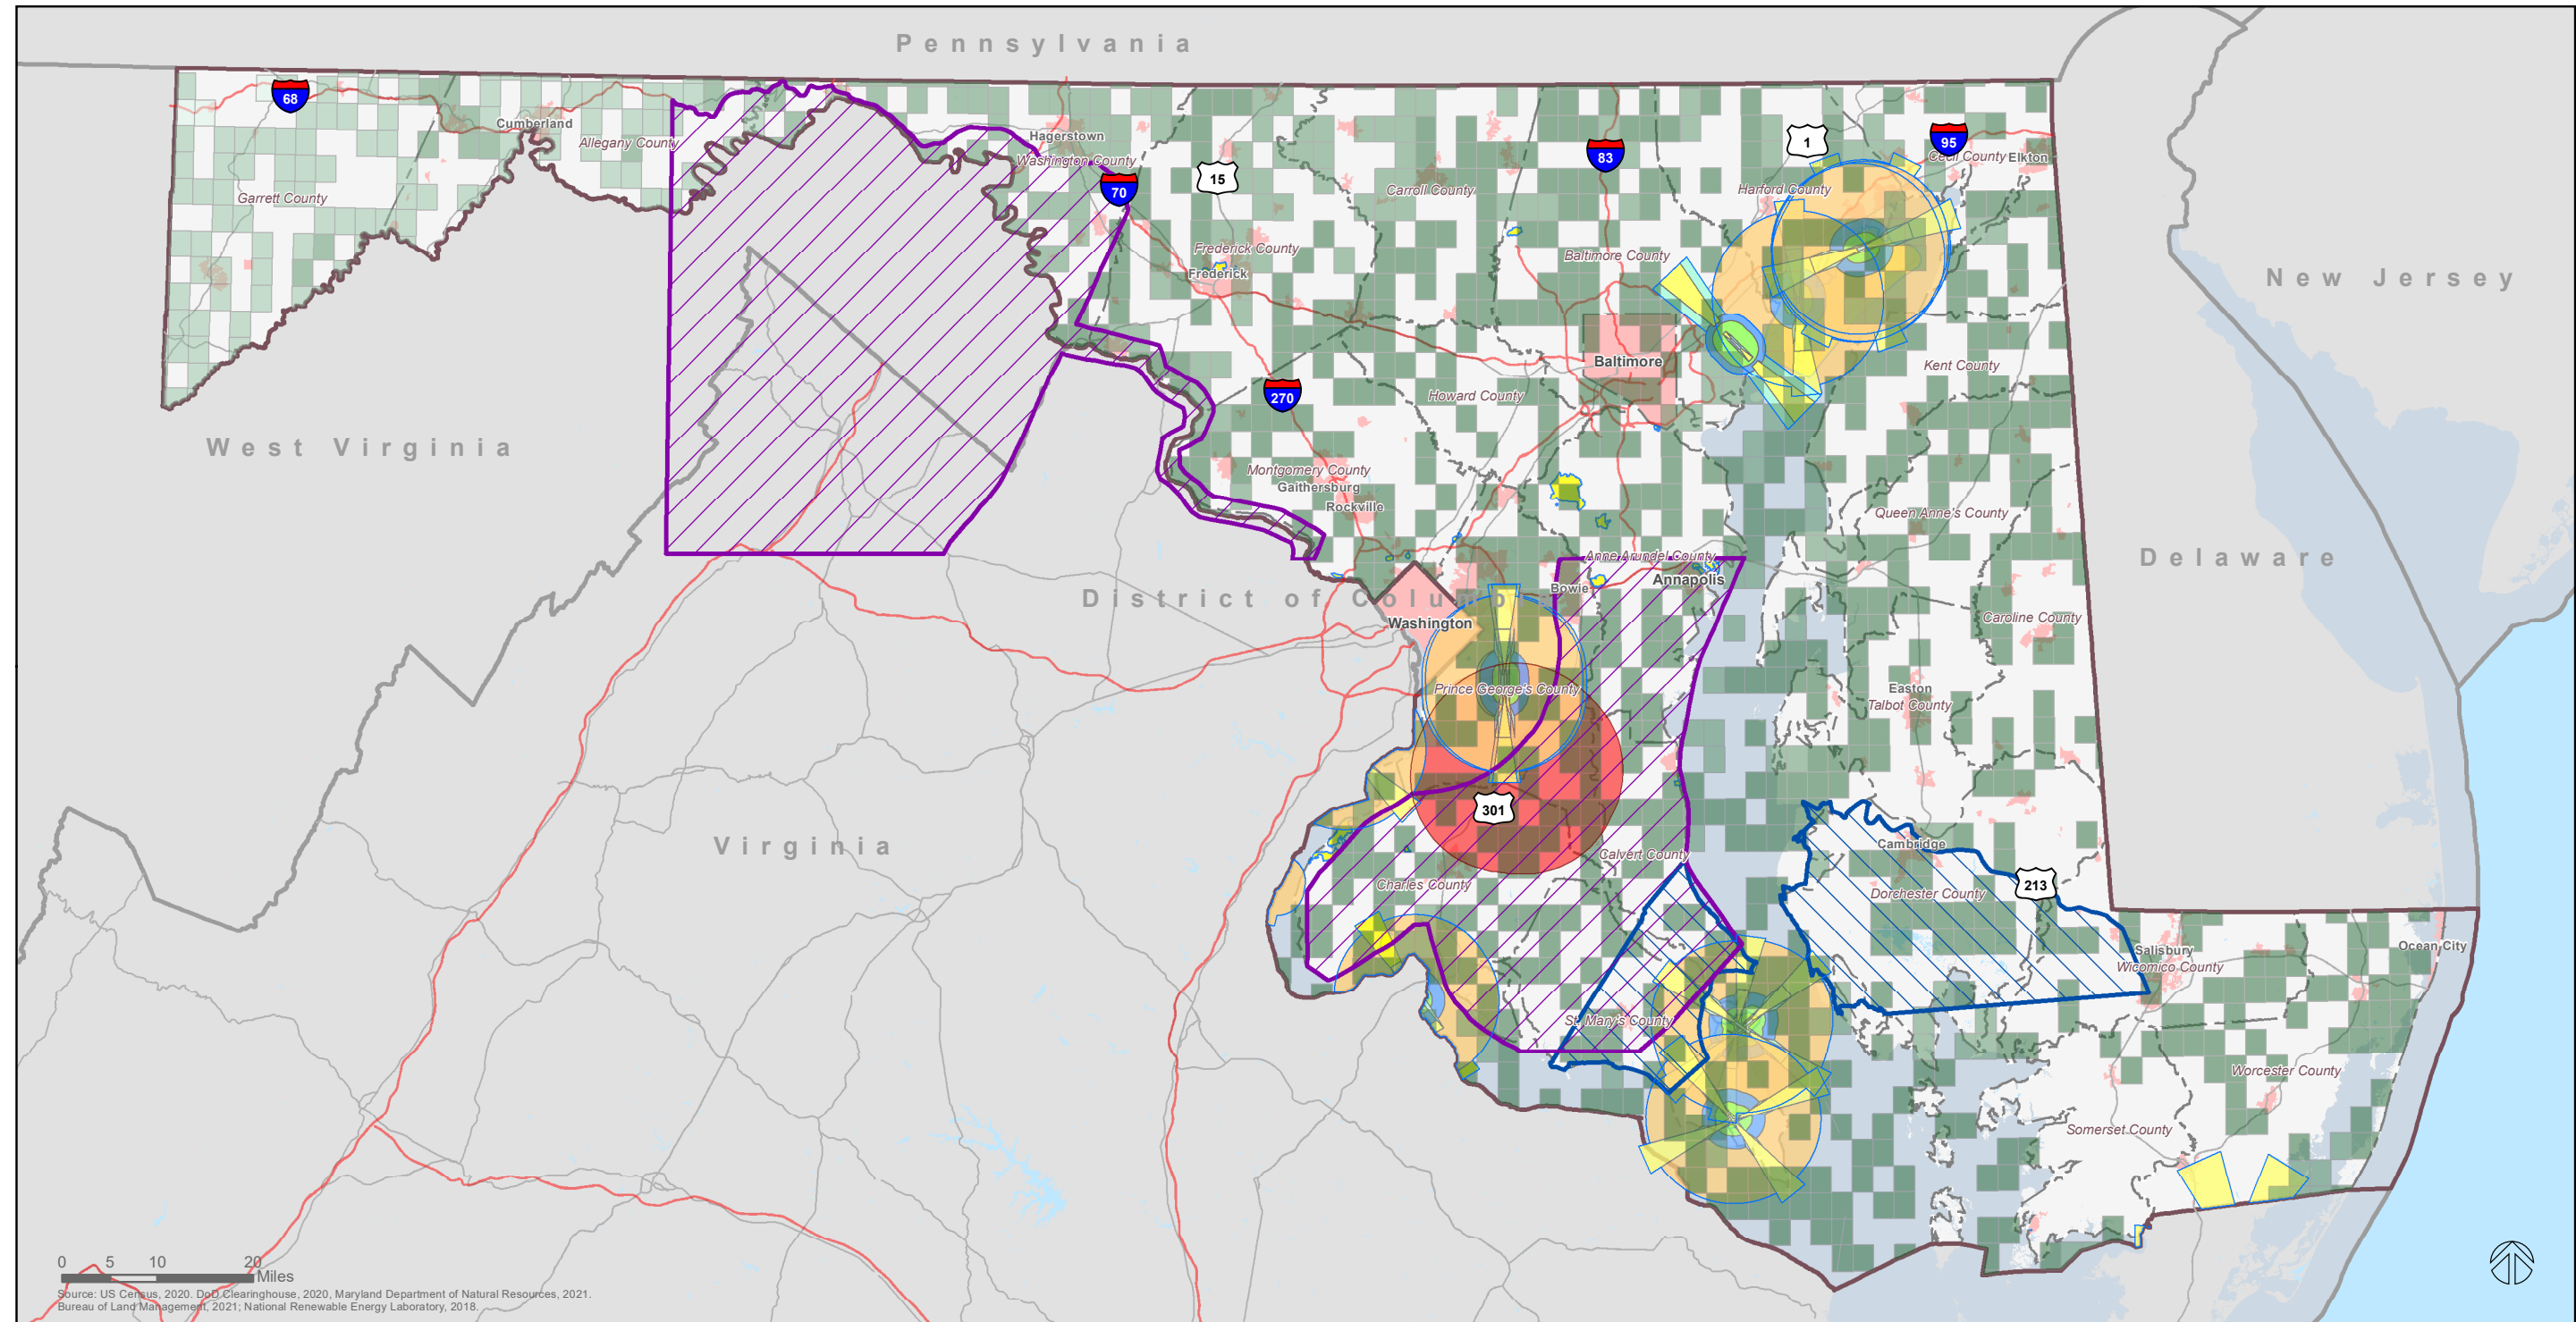 Pennsylvania
68
Cumberland
Allegany County
Garrett County
Hagerstown
Washington County
70
15
Carroll County
83
1
95
Cecil County
Elkton
Harford County
Frederick County
Frederick
Baltimore County
New Jersey
Baltimore
Kent County
270
Howard County
West Virginia
Montgomery County
Gaithersburg
Rockville
Queen Anne's County
Anne Arundel County
Delaware
Annapolis
Bowie
District of Columb
Washington
Caroline County
Prince George's County
Easton
Talbot County
301
Virginia
Cambridge
Calvert County
Charles County
213
Dorchester County
Ocean City
Salisbury
Wicomico County
St. Mary's County
Worcester County
Somerset County
0 5 10 20
Miles
Source: US Census, 2020. DoD Clearinghouse, 2020, Maryland Department of Natural Resources, 2021.
Bureau of Land Management, 2021; National Renewable Energy Laboratory, 2018.